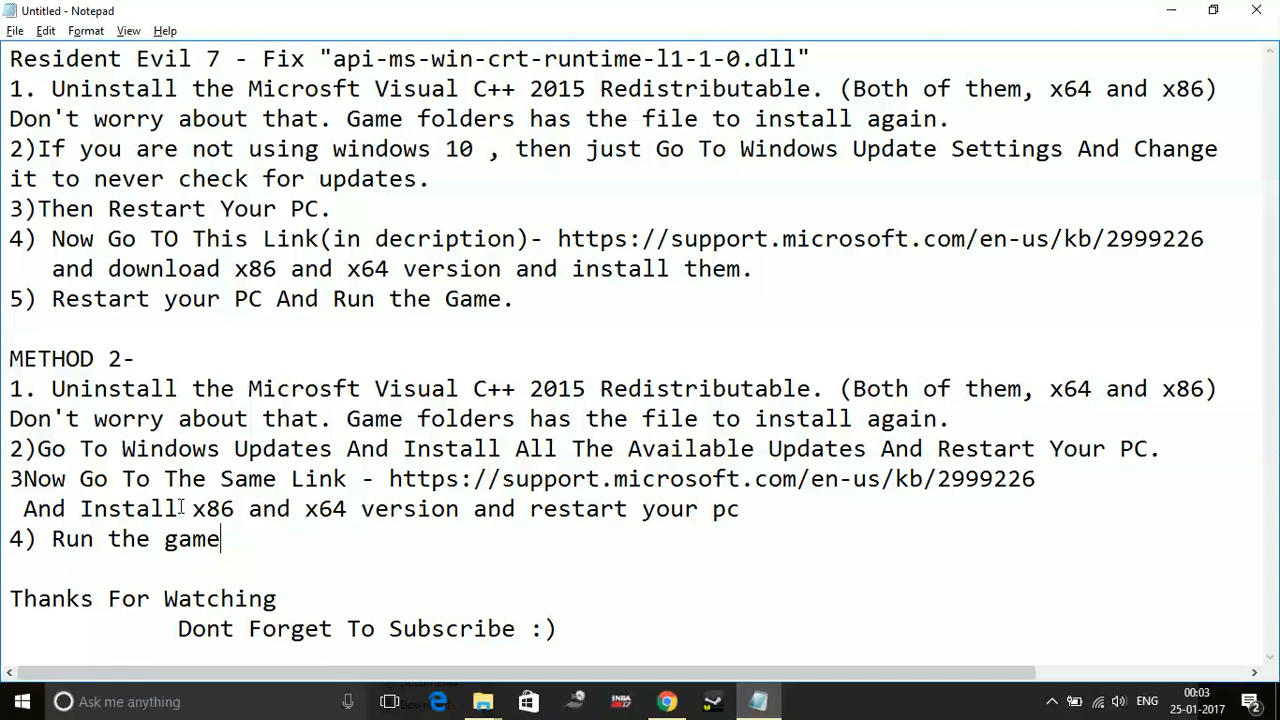 Untitled - Notepad
File Edit Format View Help
Resident Evil 7 - Fix "api-ms-win-crt-runtime-l1-1-0.dll"
1. Uninstall the Microsft Visual C++ 2015 Redistributable. (Both of them, x64 and x86)
Don't worry about that. Game folders has the file to install again.
2)If you are not using windows 10 , then just Go To Windows Update Settings And Change
it to never check for updates.
3)Then Restart Your PC.
4) Now Go TO This Link(in decription)- https://support.microsoft.com/en-us/kb/2999226
and download x86 and x64 version and install them.
5) Restart your PC And Run the Game.
METHOD 2-
1. Uninstall the Microsft Visual C++ 2015 Redistributable. (Both of them, x64 and x86)
Don't worry about that. Game folders has the file to install again.
2)Go To Windows Updates And Install All The Available Updates And Restart Your PC.
3Now Go To The Same Link - https://support.microsoft.com/en-us/kb/2999226
And Install x86 and x64 version and restart your pc
4) Run the game
Thanks For Watching
Dont Forget To Subscribe :)
Ask me anything
ENG
00:03
25-01-2017
2